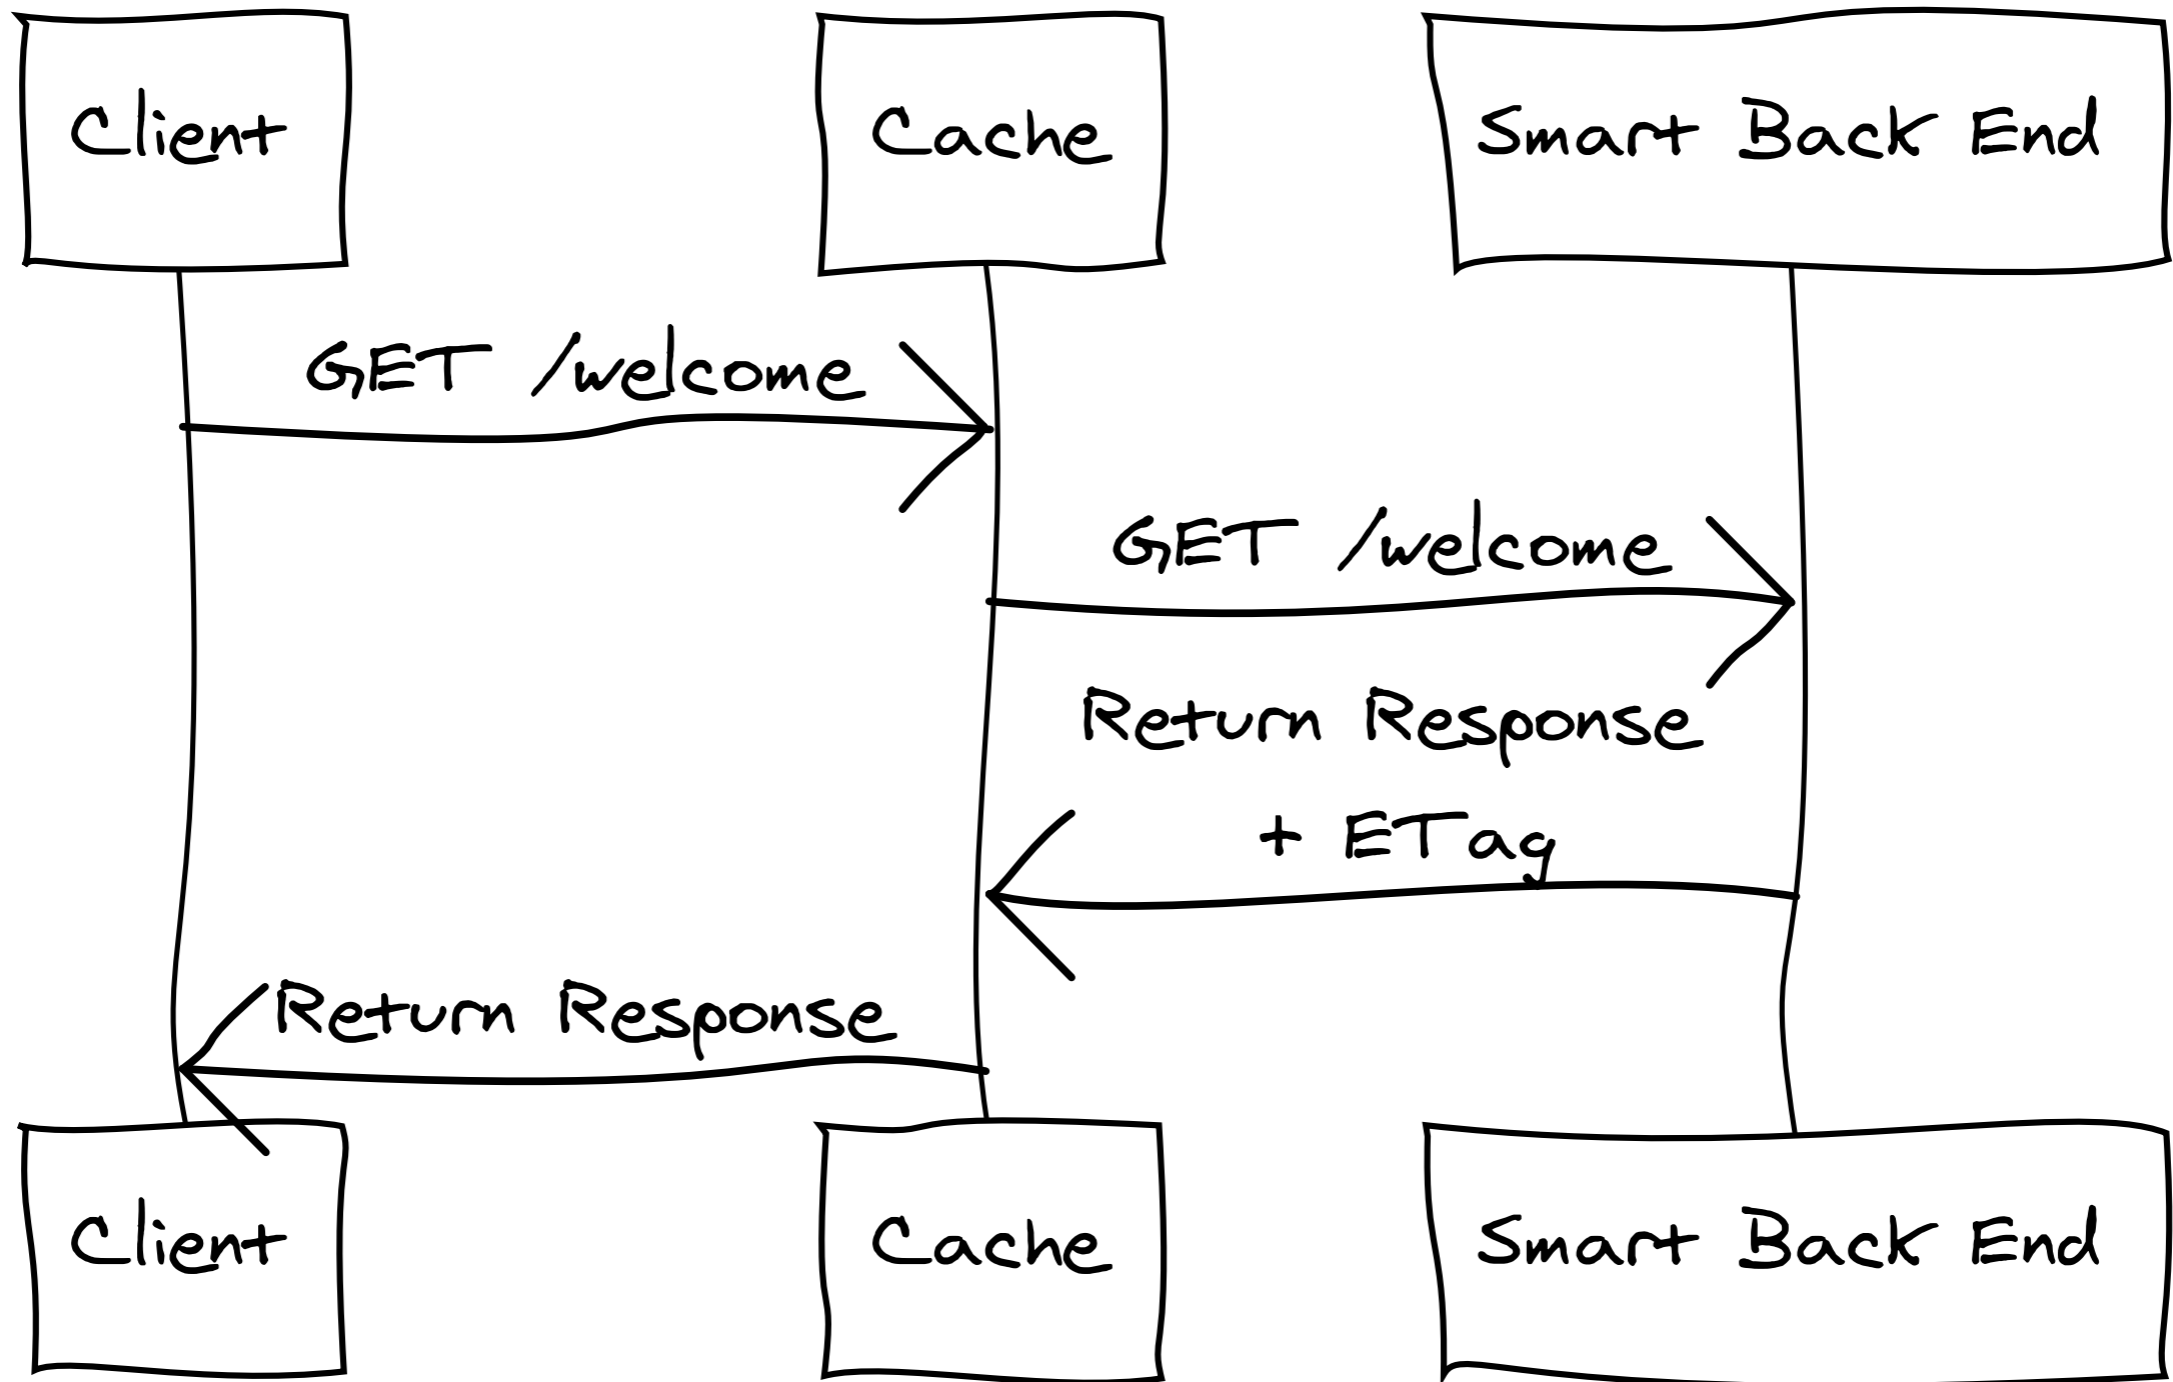 Client
Cache
Smart Back End
GET /welcome
GET /welcome
Return Response
+ ETag
Return Response
Client
Cache
Smart Back End